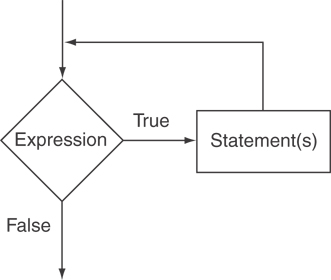 True
Expression
Statement(s)
False